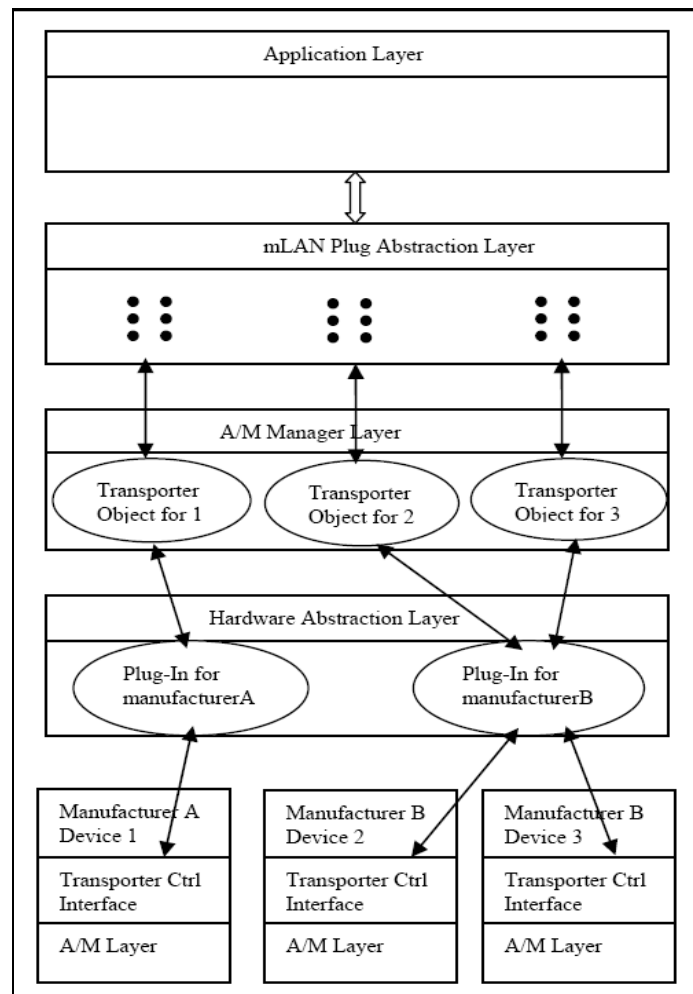 Application Layer
mLAN Plug Abstraction Layer
A/M Manager Layer
Transporter
Object for 1
Transporter
Object for 2
Transporter
Object for 3
Hardware Abstraction Layer
Plug-In for
manufacturerA
Plug-In for
manufacturerB
Manufacturer A
Device 1
Transporter Ctrl
Interface
A/M Layer
Manufacturer B
Device 2
Transporter Ctrl
Interface
A/M Layer
Manufacturer B
Device 3
Transporter Ctrl
Interface
A/M Layer